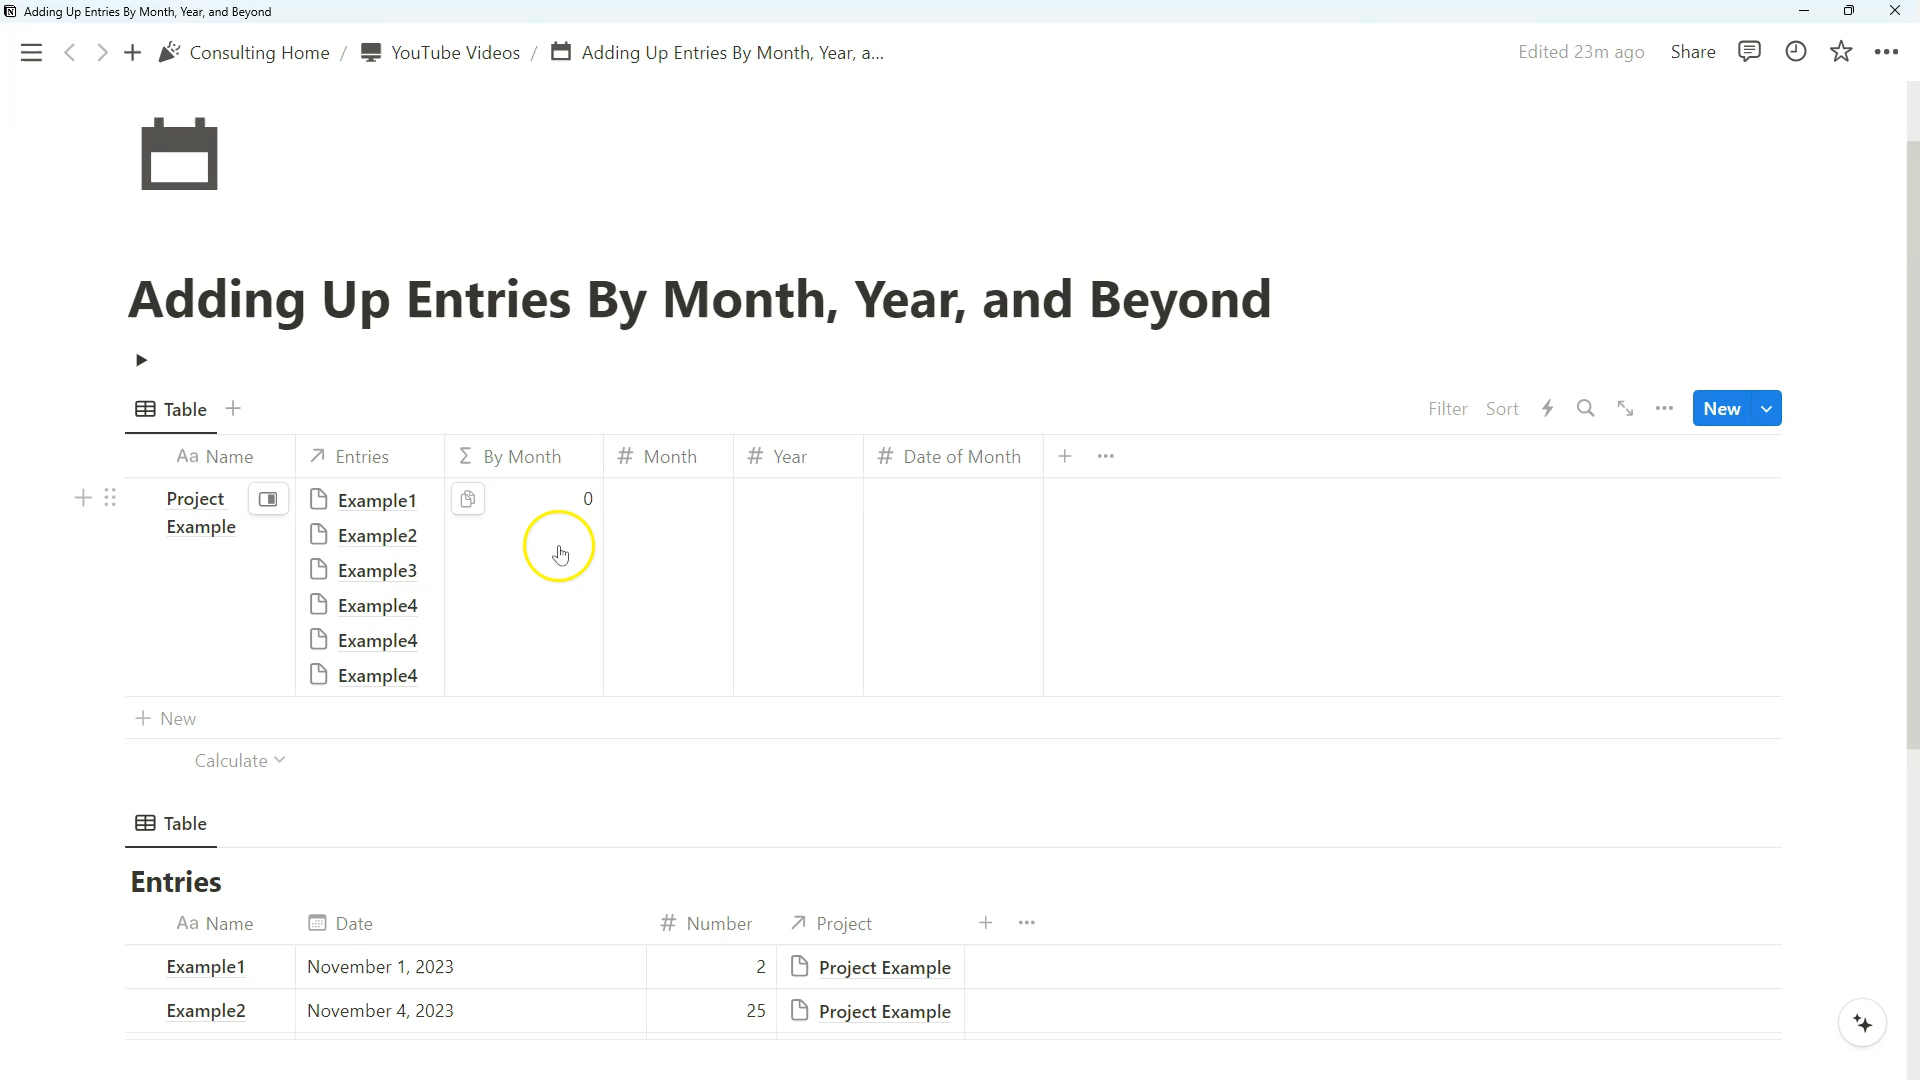 Adding Up Entries By Month, Year, and Beyond
Consulting Home / YouTube Videos / Adding Up Entries By Month, Year, a...
Edited 23m ago Share
Adding Up Entries By Month, Year, and Beyond
Table
Filter Sort New
Aa Name Entries Σ By Month # Month # Year # Date of Month
Project Example1 0
Example Example2
Example3
Example4
Example4
Example4
+ New
Calculate
Table
Entries
Aa Name Date # Number Project
Example1 November 1, 2023 2 Project Example
Example2 November 4, 2023 25 Project Example